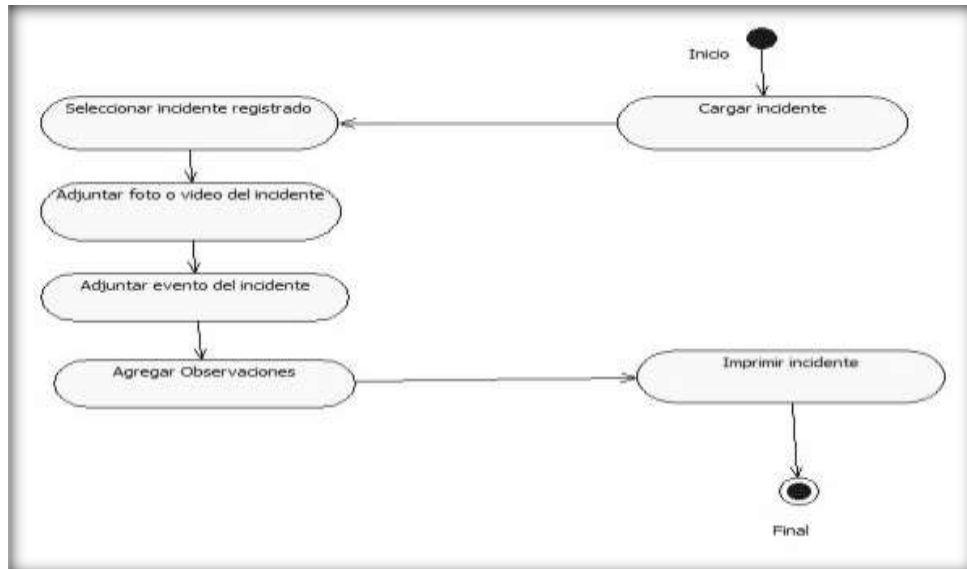 Inicio
Cargar incidente
Seleccionar incidente registrado
Adjuntar foto o video del incidente
Adjuntar evento del incidente
Agregar Observaciones
Imprimir incidente
Final